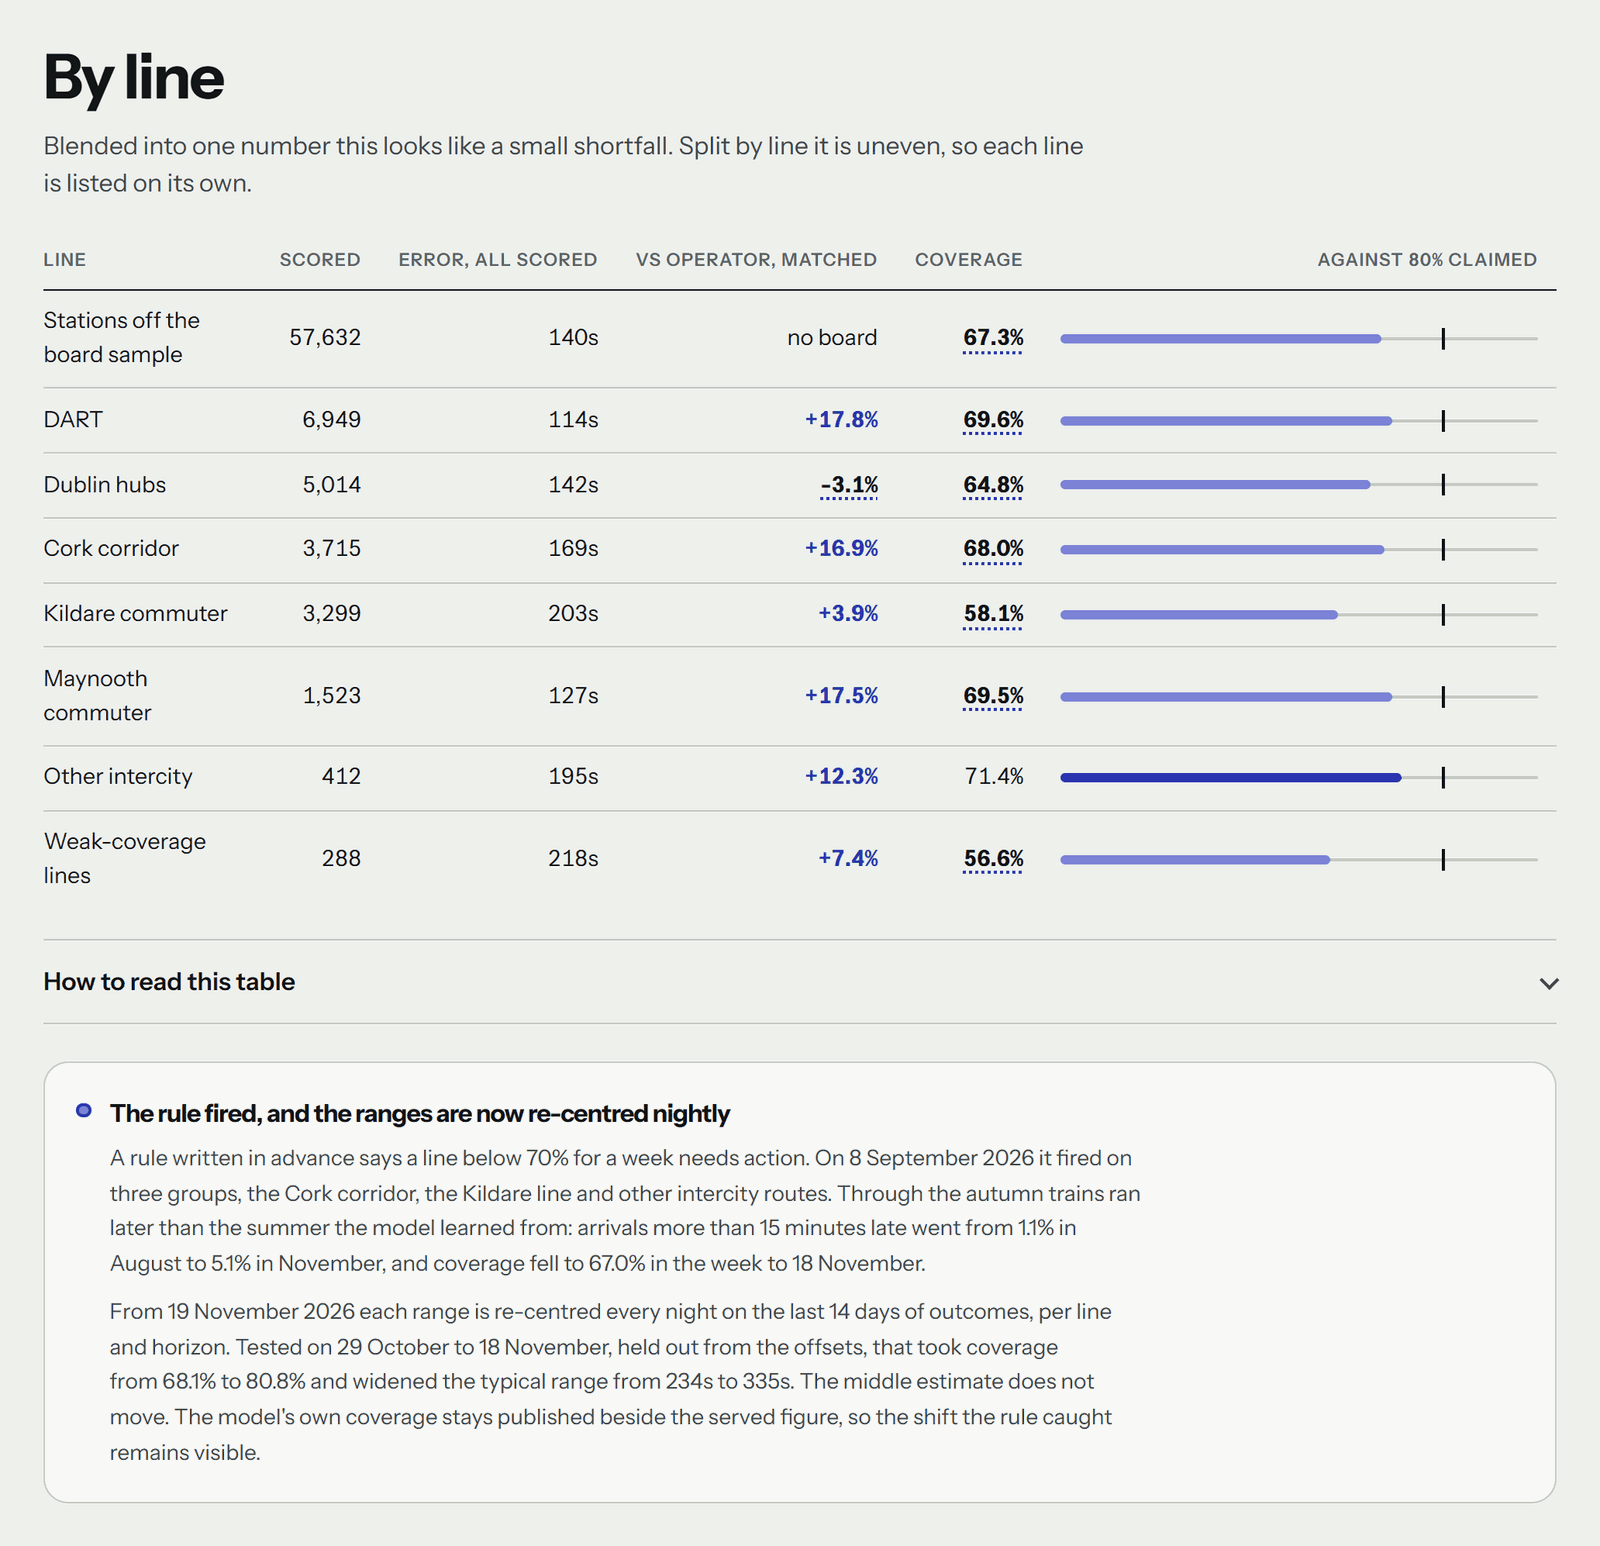 By line
Blended into one number this looks like a small shortfall. Split by line it is uneven, so each line
is listed on its own.
LINE SCORED ERROR, ALL SCORED VS OPERATOR, MATCHED COVERAGE AGAINST 80% CLAIMED
Stations off the
board sample 57,632 140s no board 67.3%
DART 6,949 114s +17.8% 69.6%
Dublin hubs 5,014 142s -3.1% 64.8%
Cork corridor 3,715 169s +16.9% 68.0%
Kildare commuter 3,299 203s +3.9% 58.1%
Maynooth
commuter 1,523 127s +17.5% 69.5%
Other intercity 412 195s +12.3% 71.4%
Weak-coverage
lines 288 218s +7.4% 56.6%
How to read this table
The rule fired, and the ranges are now re-centred nightly
A rule written in advance says a line below 70% for a week needs action. On 8 September 2026 it fired on
three groups, the Cork corridor, the Kildare line and other intercity routes. Through the autumn trains ran
later than the summer the model learned from: arrivals more than 15 minutes late went from 1.1% in
August to 5.1% in November, and coverage fell to 67.0% in the week to 18 November.
From 19 November 2026 each range is re-centred every night on the last 14 days of outcomes, per line
and horizon. Tested on 29 October to 18 November, held out from the offsets, that took coverage
from 68.1% to 80.8% and widened the typical range from 234s to 335s. The middle estimate does not
move. The model's own coverage stays published beside the served figure, so the shift the rule caught
remains visible.